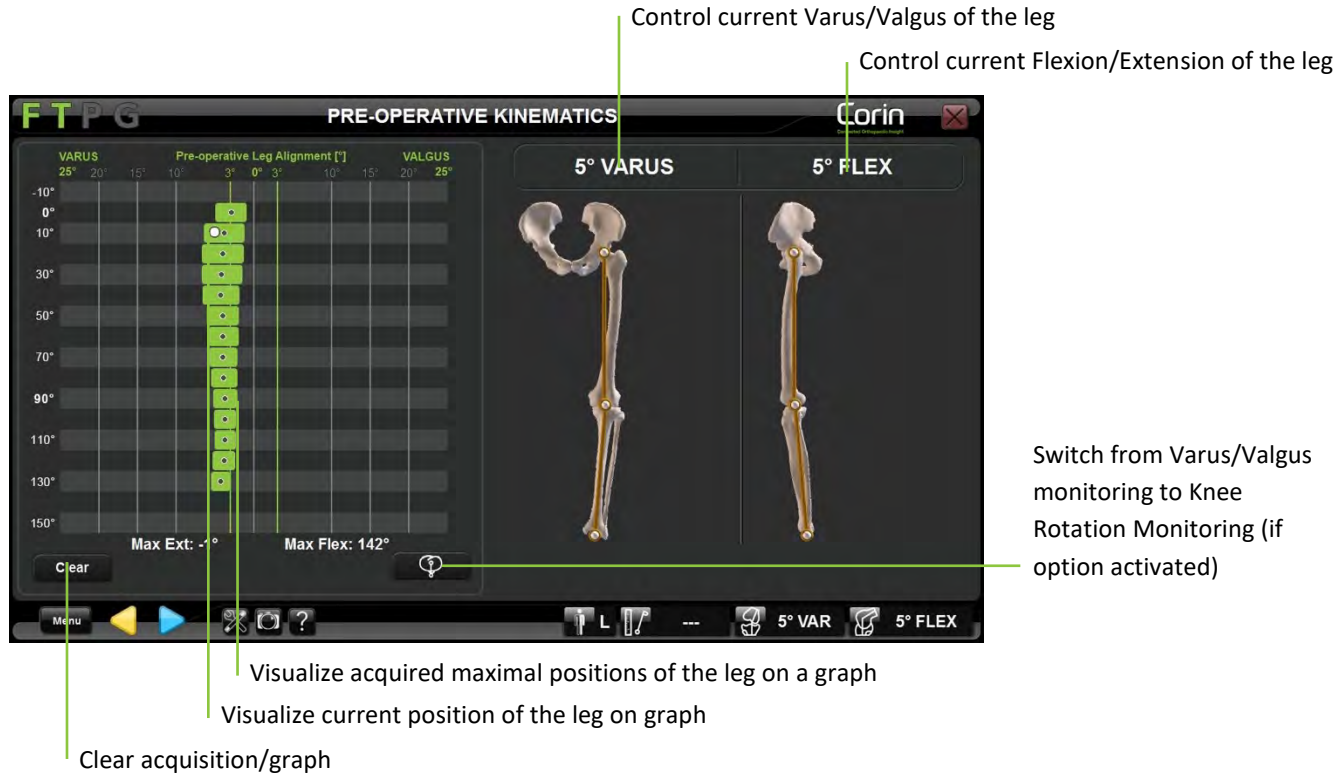 Control current Varus/Valgus of the leg
Control current Flexion/Extension of the leg
F T P G
PRE-OPERATIVE KINEMATICS
Corin
Connected Orthopaedic Insight
VARUS Pre-operative Leg Alignment [°] VALGUS
25° 20° 15° 10° 3° 0° 3° 10° 15° 20° 25°
5° VARUS
5° FLEX
-10°
0°
10°
30°
50°
70°
90°
110°
130°
150°
Max Ext: -1° Max Flex: 142°
Clear
Switch from Varus/Valgus
monitoring to Knee
Rotation Monitoring (if
option activated)
Menu ? L --- 5° VAR 5° FLEX
Visualize acquired maximal positions of the leg on a graph
Visualize current position of the leg on graph
Clear acquisition/graph